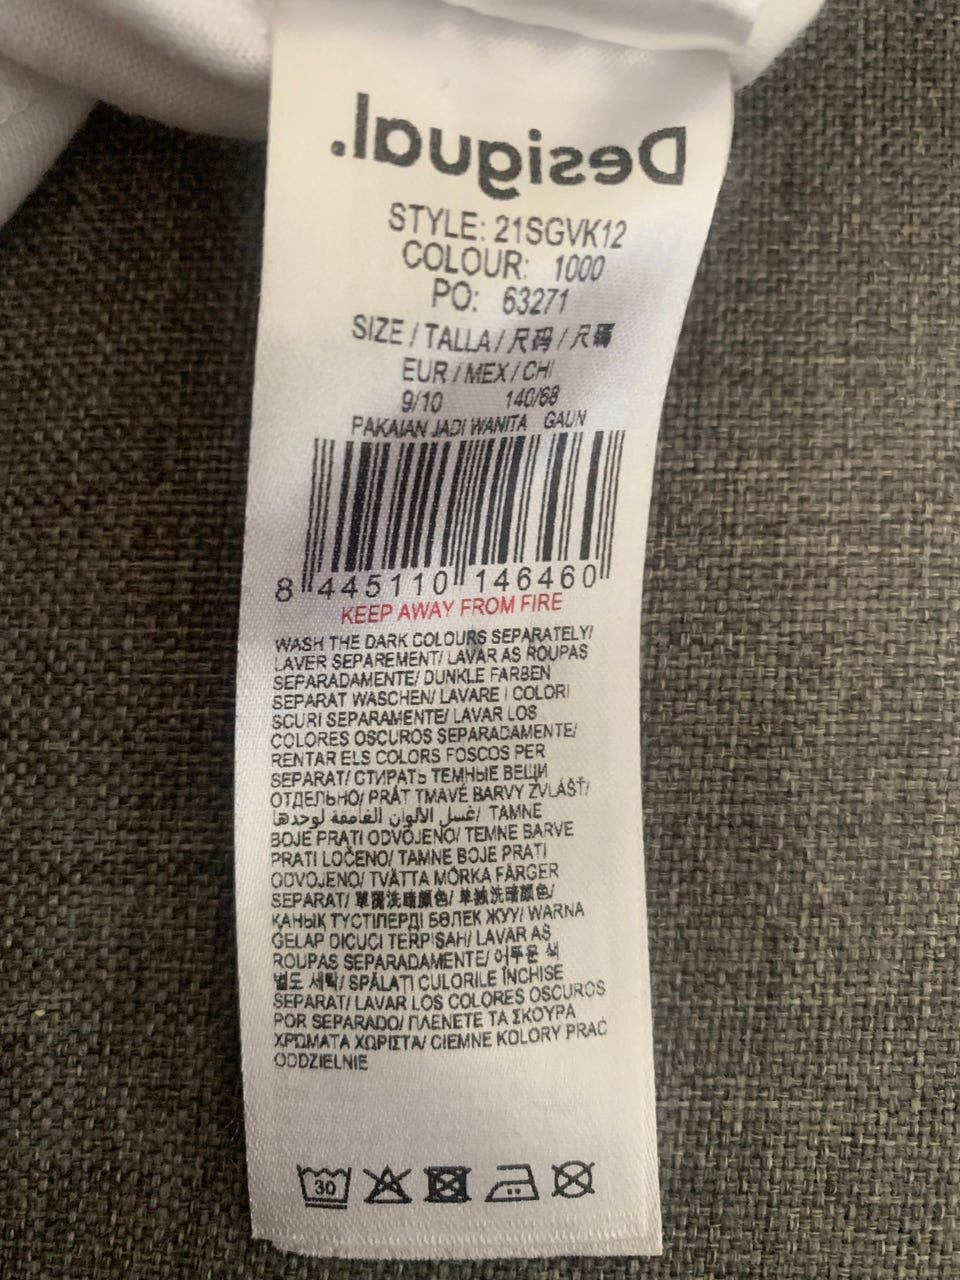 Desigual.
STYLE: 21SGVK12
COLOUR: 1000
PO: 63271
SIZE / TALLA / 尺码 / 尺碼
EUR / MEX / CHI
9/10 140/68
PAKAIAN JADI WANITA GAUN
8 445110 146460
KEEP AWAY FROM FIRE
WASH THE DARK COLOURS SEPARATELY/
LAVER SEPAREMENT/ LAVAR AS ROUPAS
SEPARADAMENTE/ DUNKLE FARBEN
SEPARAT WASCHEN/ LAVARE I COLORI
SCURI SEPARAMENTE/ LAVAR LOS
COLORES OSCUROS SEPARADAMENTE/
RENTAR ELS COLORS FOSCOS PER
SEPARAT/ СТИРАТЬ ТЕМНЫЕ ВЕЩИ
ОТДЕЛЬНО/ PRÁT TMAVÉ BARVY ZVLÁŠŤ/
غسل الألوان الغامقة لوحدها/ TAMNE
BOJE PRATI ODVOJENO/ TEMNE BARVE
PRATI LOČENO/ TAMNE BOJE PRATI
ODVOJENO/ TVÄTTA MÖRKA FÄRGER
SEPARAT/ 單獨洗暗顏色/ 单独洗暗颜色/
ҚАНЫҚ ТҮСТІЛЕРДІ БӨЛЕК ЖУУ/ WARNA
GELAP DICUCI TERPISAH/ LAVAR AS
ROUPAS SEPARADAMENTE/ 어두운 색
별도 세탁/ SPĂLAȚI CULORILE ÎNCHISE
SEPARAT/ LAVAR LOS COLORES OSCUROS
POR SEPARADO/ ΠΛΕΝΕΤΕ ΤΑ ΣΚΟΥΡΑ
ΧΡΩΜΑΤΑ ΧΩΡΙΣΤΑ/ CIEMNE KOLORY PRAĆ
ODDZIELNIE
30